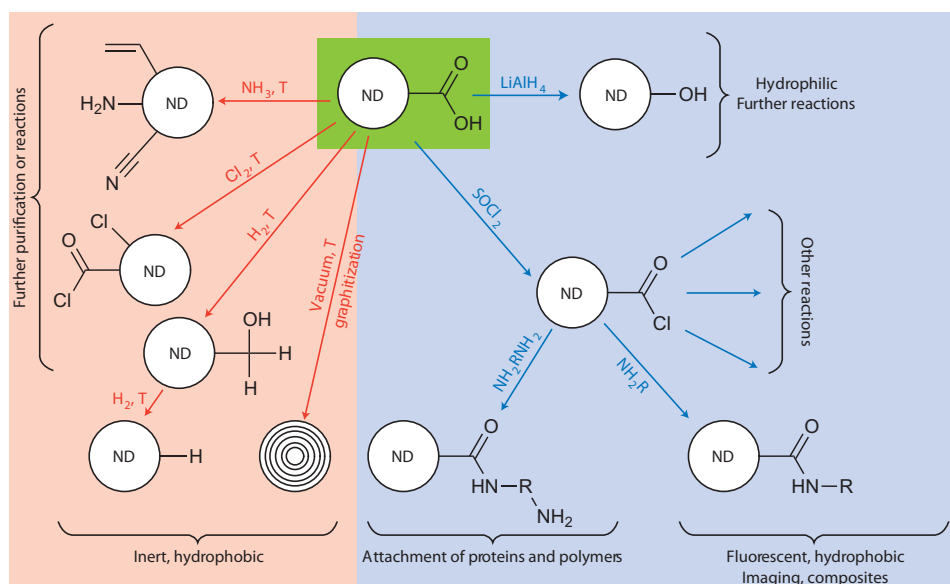 Further purification or reactions
H₂N
N
ND
NH₃, T
ND
O
OH
LiAlH₄
ND
OH
Hydrophilic
Further reactions
Cl₂, T
O
Cl
Cl
ND
H₂, T
Vacuum, T
graphitization
SOCl₂
ND
O
Cl
Other
reactions
ND
OH
H
H
H₂, T
NH₂RNH₂
NH₂R
ND
H
ND
O
HN
R
NH₂
ND
O
HN
R
Inert, hydrophobic
Attachment of proteins and polymers
Fluorescent, hydrophobic
Imaging, composites